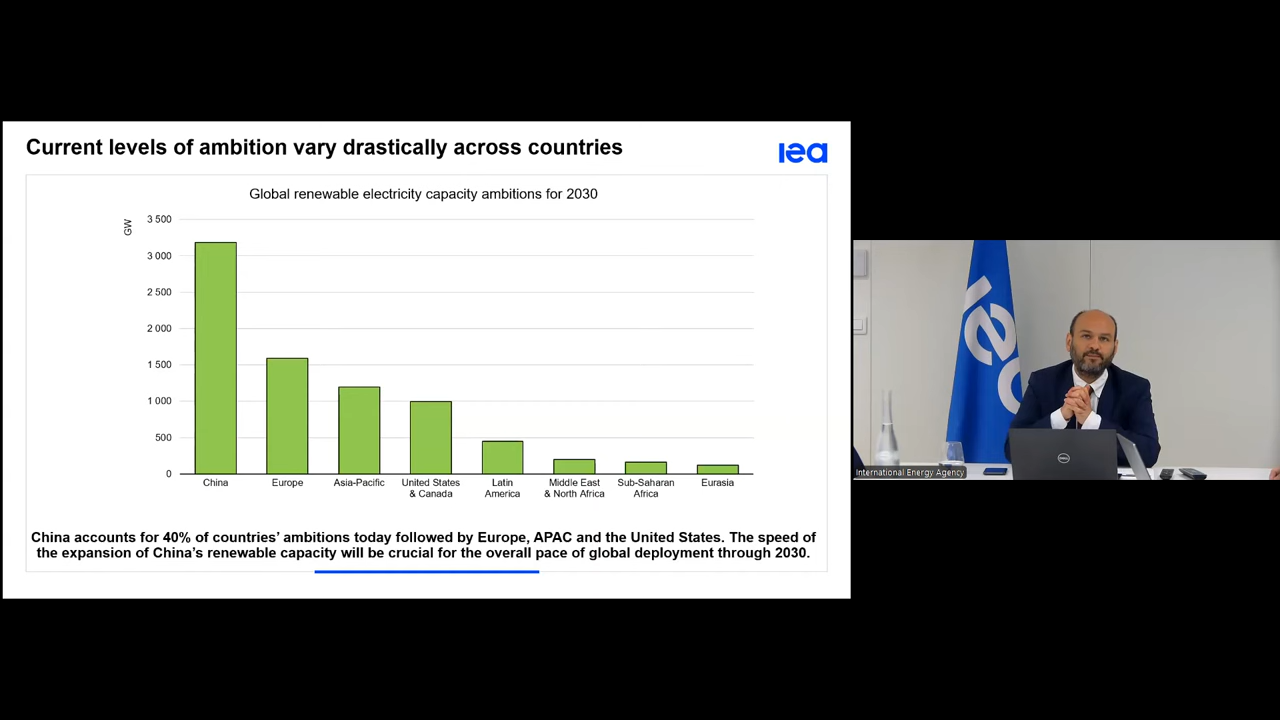 Current levels of ambition vary drastically across countries
iea
Global renewable electricity capacity ambitions for 2030
GW
3 500
3 000
2 500
2 000
1 500
1 000
500
0
China
Europe
Asia-Pacific
United States
& Canada
Latin
America
Middle East
& North Africa
Sub-Saharan
Africa
Eurasia
China accounts for 40% of countries’ ambitions today followed by Europe, APAC and the United States. The speed of
the expansion of China’s renewable capacity will be crucial for the overall pace of global deployment through 2030.
iea
DELL
International Energy Agency